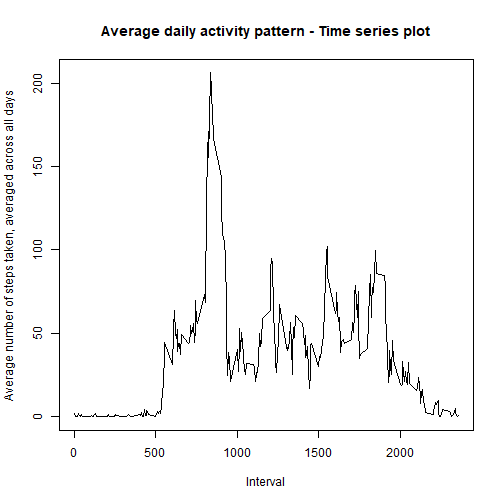 Average daily activity pattern - Time series plot
Average number of steps taken, averaged across all days
200
150
100
50
0
0 500 1000 1500 2000
Interval